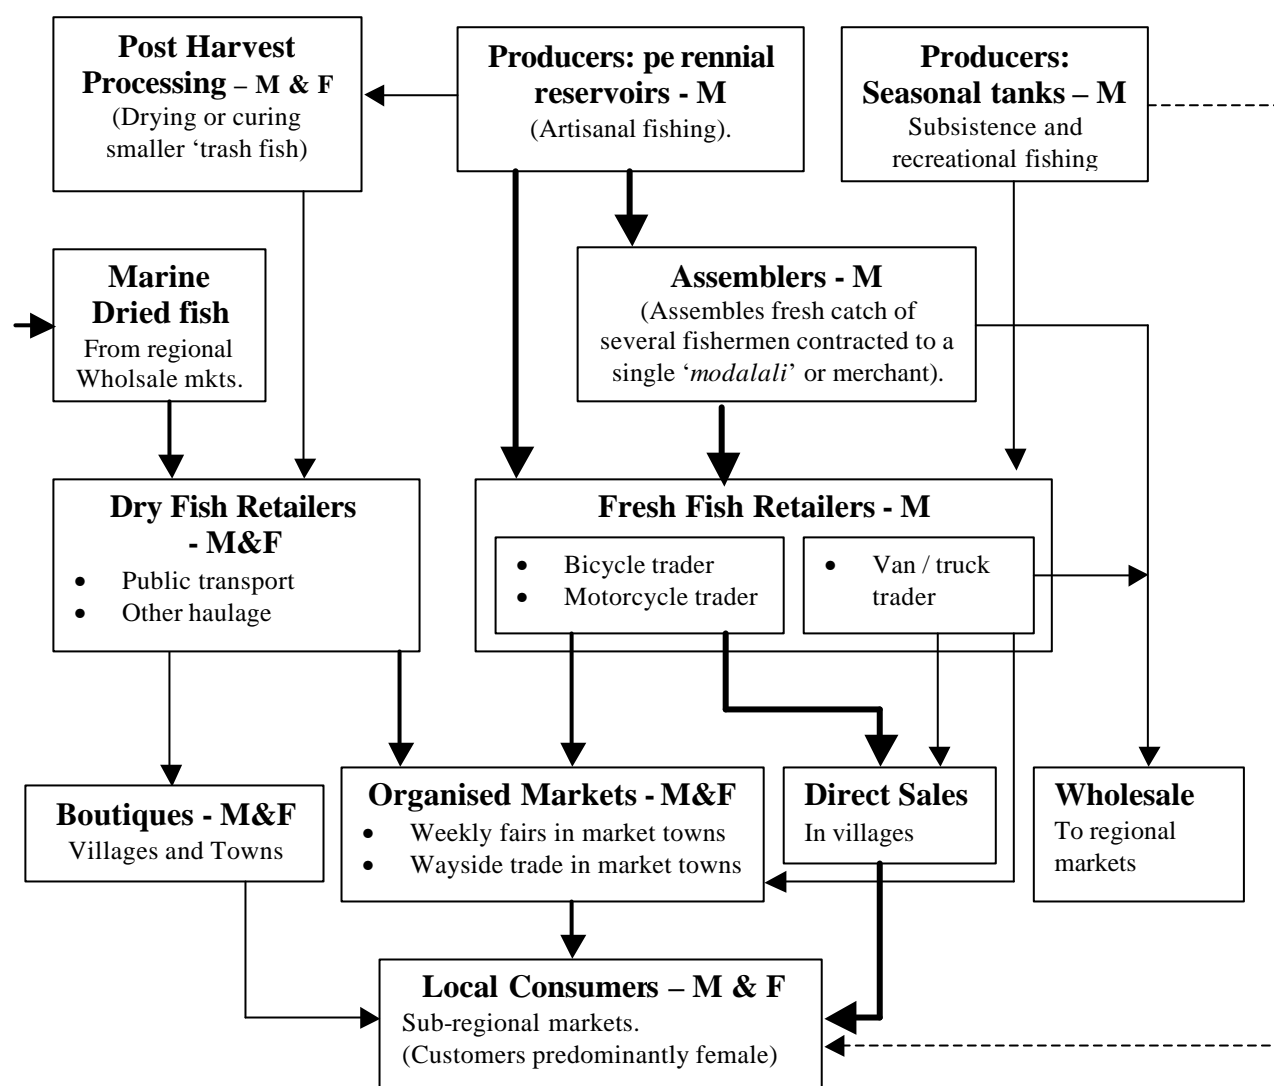 Post Harvest
Processing – M & F
(Drying or curing
smaller ‘trash fish)
Producers: pe rennial
reservoirs - M
(Artisanal fishing).
Producers:
Seasonal tanks – M
Subsistence and
recreational fishing
Marine
Dried fish
From regional
Wholsale mkts.
Assemblers - M
(Assembles fresh catch of
several fishermen contracted to a
single ‘modalali’ or merchant).
Dry Fish Retailers
- M&F
• Public transport
• Other haulage
Fresh Fish Retailers - M
• Bicycle trader
• Motorcycle trader
• Van / truck
trader
Boutiques - M&F
Villages and Towns
Organised Markets - M&F
• Weekly fairs in market towns
• Wayside trade in market towns
Direct Sales
In villages
Wholesale
To regional
markets
Local Consumers – M & F
Sub-regional markets.
(Customers predominantly female)